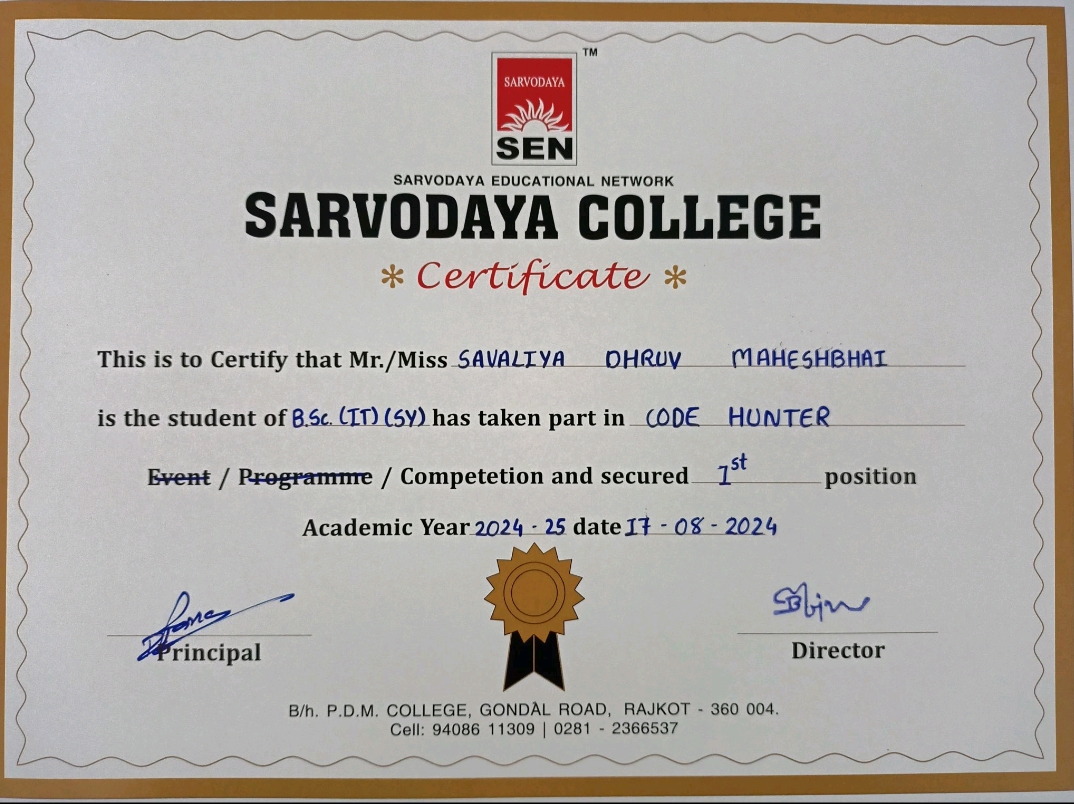 TM
SARVODAYA
SEN
SARVODAYA EDUCATIONAL NETWORK
SARVODAYA COLLEGE
* Certificate *
This is to Certify that Mr./Miss SAVALIYA DHRUV MAHESHBHAI
is the student of B.Sc. (IT) (SY) has taken part in CODE HUNTER
Event / Programme / Competetion and secured 1st position
Academic Year 2024 - 25 date 17 - 08 - 2024
Principal
Director
B/h. P.D.M. COLLEGE, GONDAL ROAD, RAJKOT - 360 004.
Cell: 94086 11309 | 0281 - 2366537